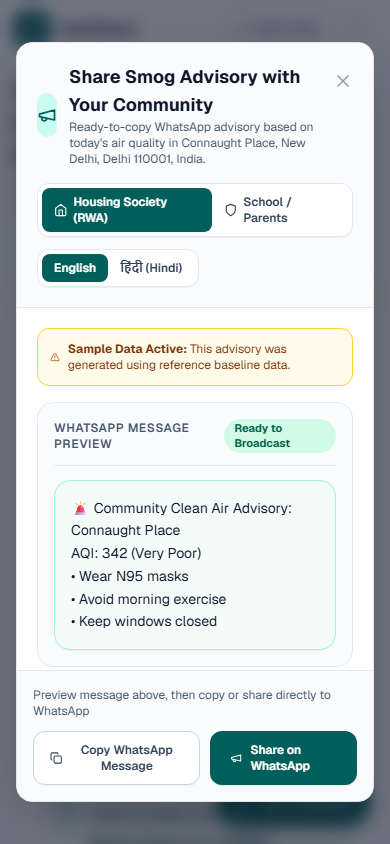 Share Smog Advisory with
Your Community
Ready-to-copy WhatsApp advisory based on
today's air quality in Connaught Place, New
Delhi, Delhi 110001, India.
Housing Society
(RWA)
School /
Parents
English
हिंदी (Hindi)
Sample Data Active: This advisory was
generated using reference baseline data.
WHATSAPP MESSAGE
PREVIEW
Ready to
Broadcast
🚨 Community Clean Air Advisory:
Connaught Place
AQI: 342 (Very Poor)
• Wear N95 masks
• Avoid morning exercise
• Keep windows closed
Preview message above, then copy or share directly to
WhatsApp
Copy WhatsApp
Message
Share on
WhatsApp